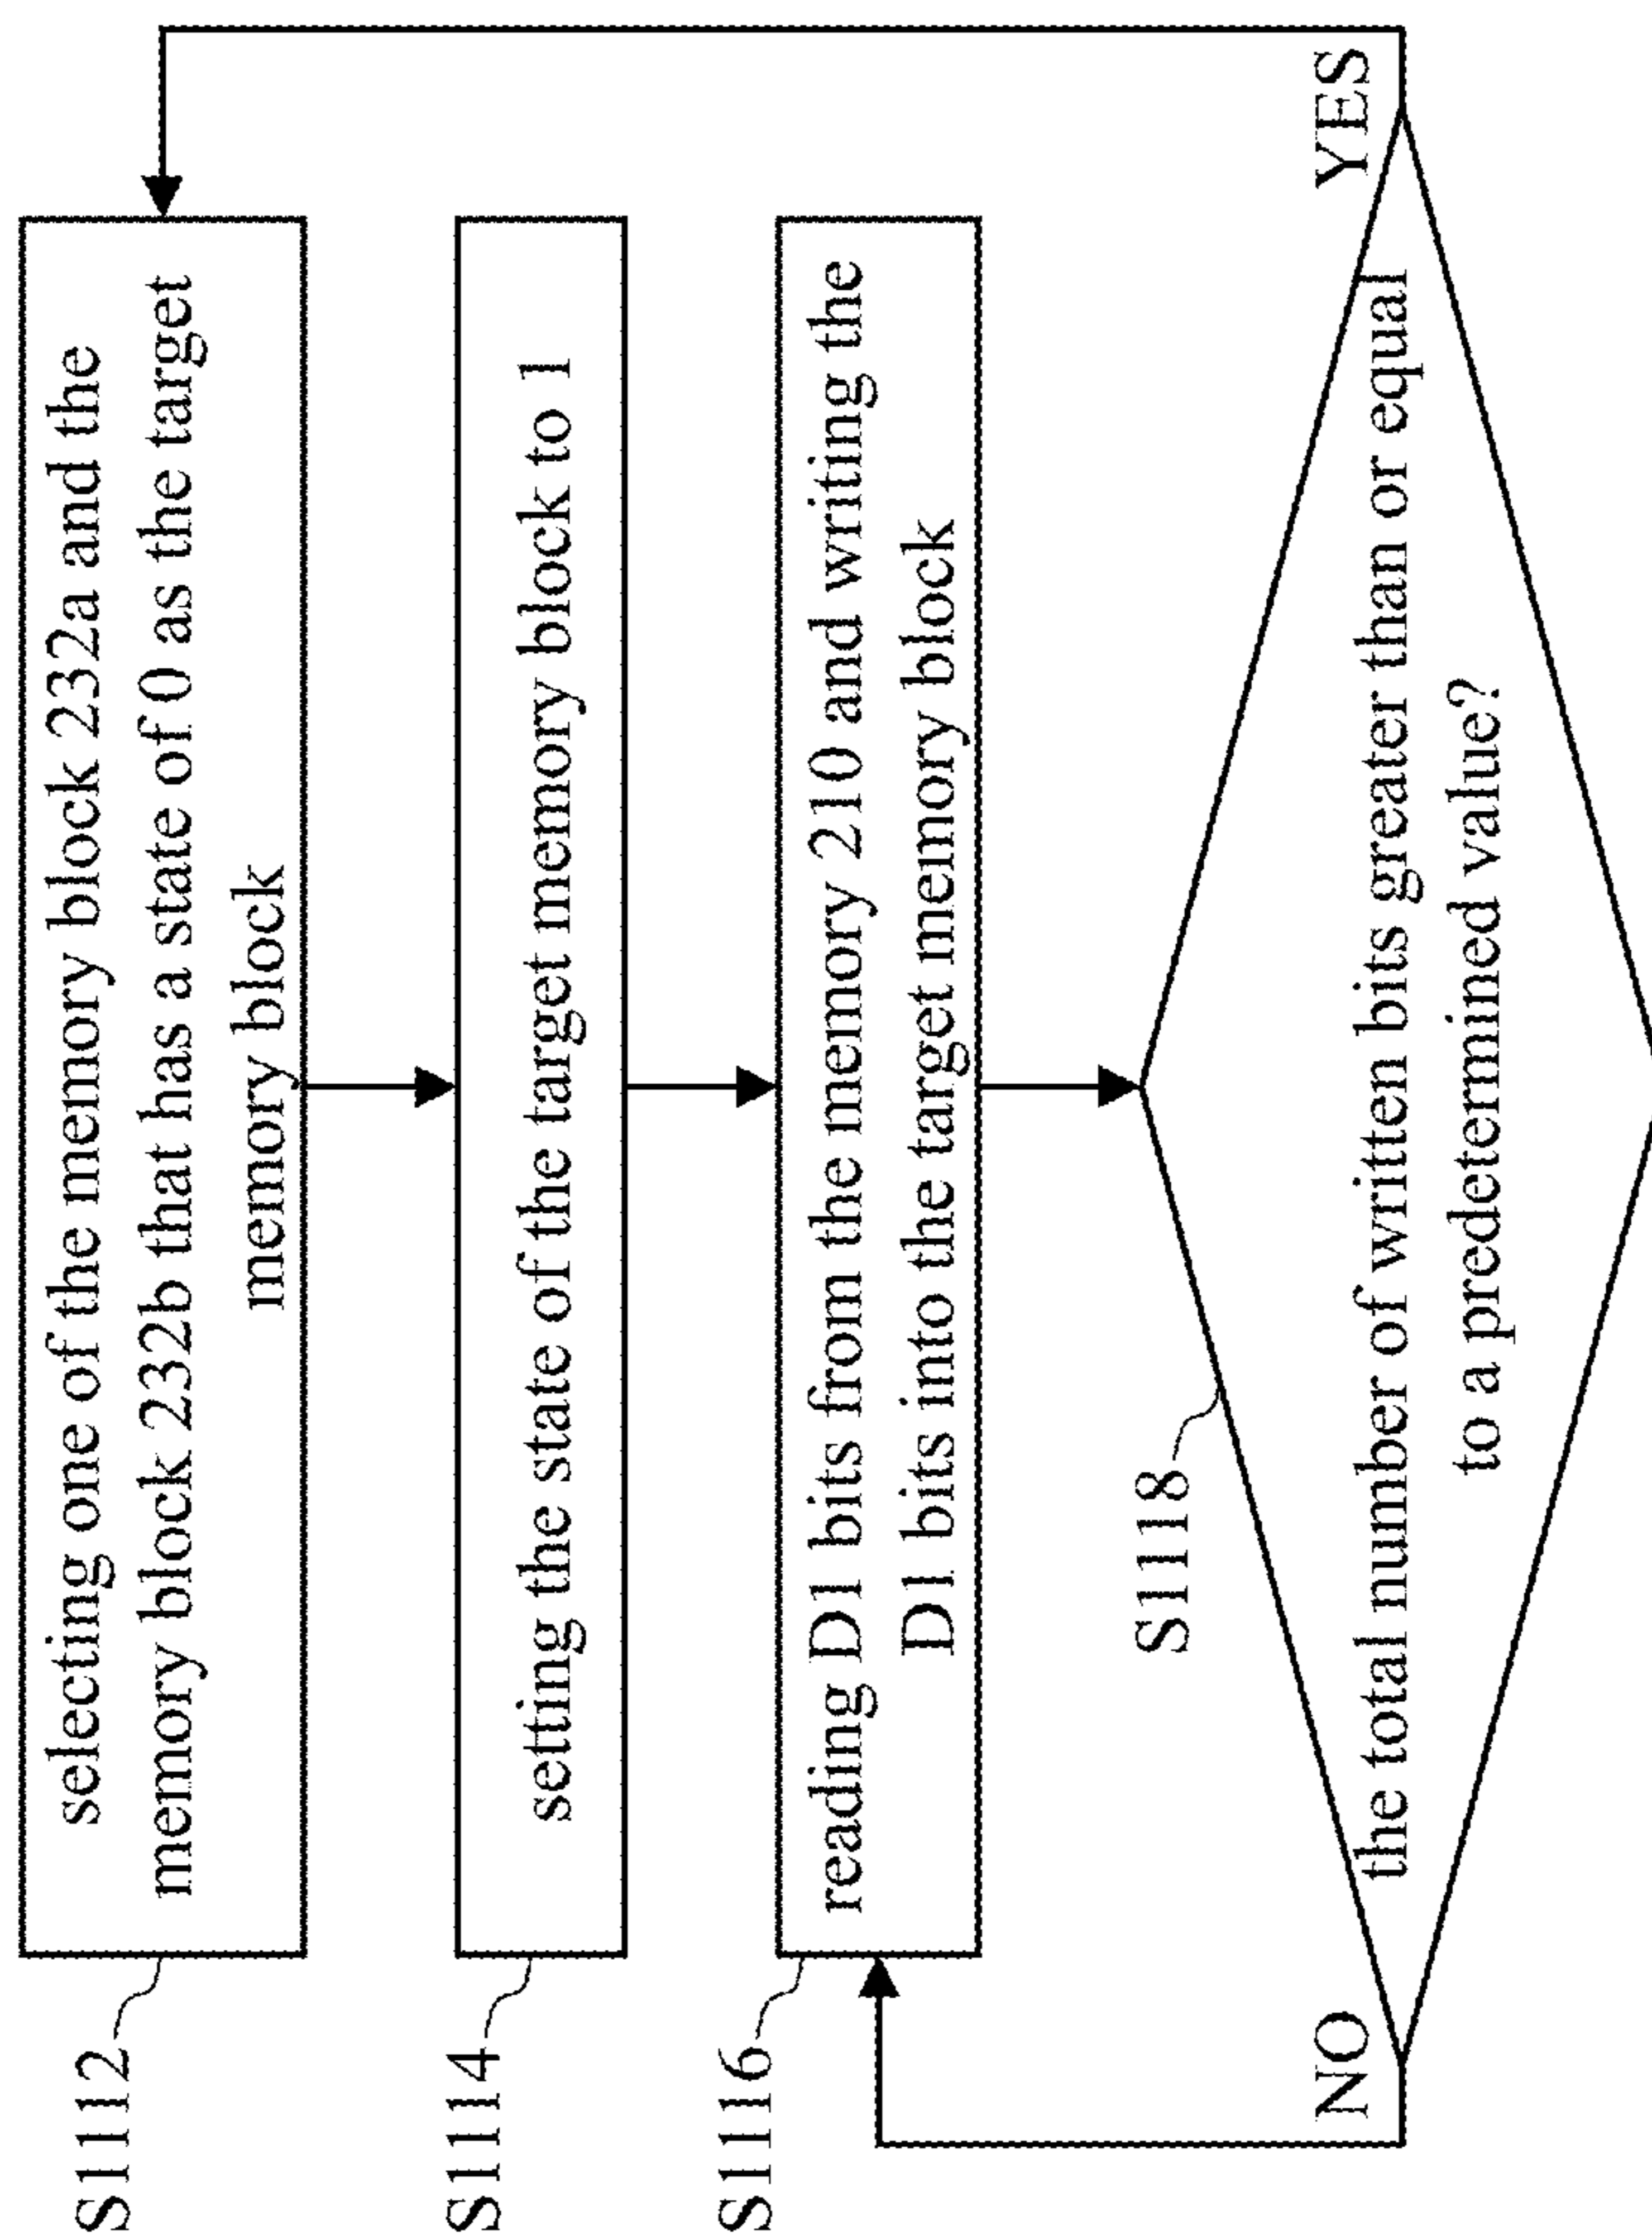 S1112
selecting one of the memory block 232a and the
memory block 232b that has a state of 0 as the target
memory block
S1114
setting the state of the target memory block to 1
S1116
reading D1 bits from the memory 210 and writing the
D1 bits into the target memory block
S1118
NO
YES
the total number of written bits greater than or equal
to a predetermined value?